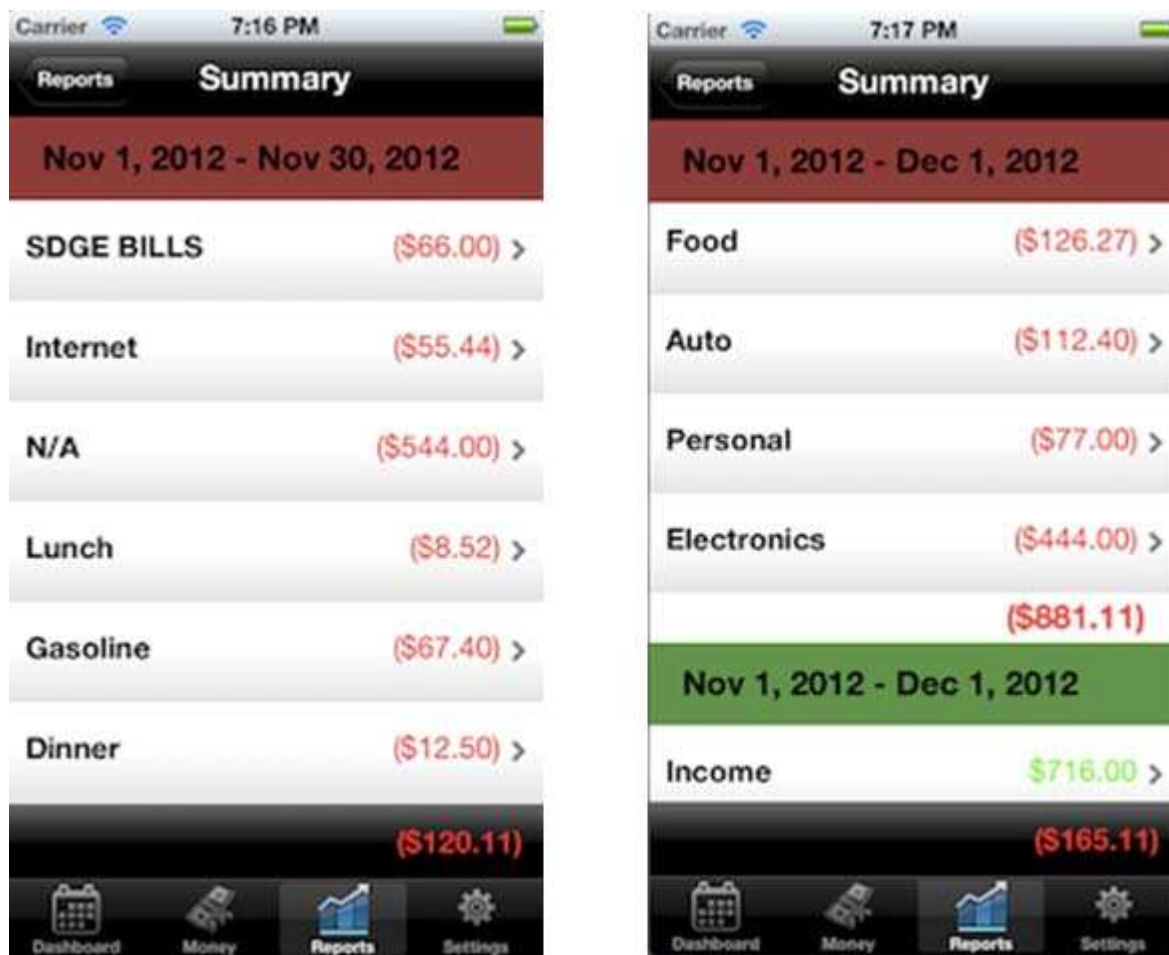 Carrier 7:16 PM
Reports Summary
Nov 1, 2012 - Nov 30, 2012
SDGE BILLS ($66.00) >
Internet ($55.44) >
N/A ($544.00) >
Lunch ($8.52) >
Gasoline ($67.40) >
Dinner ($12.50) >
($120.11)
Dashboard Money Reports Settings
Carrier 7:17 PM
Reports Summary
Nov 1, 2012 - Dec 1, 2012
Food ($126.27) >
Auto ($112.40) >
Personal ($77.00) >
Electronics ($444.00) >
($881.11)
Nov 1, 2012 - Dec 1, 2012
Income $716.00 >
($165.11)
Dashboard Money Reports Settings